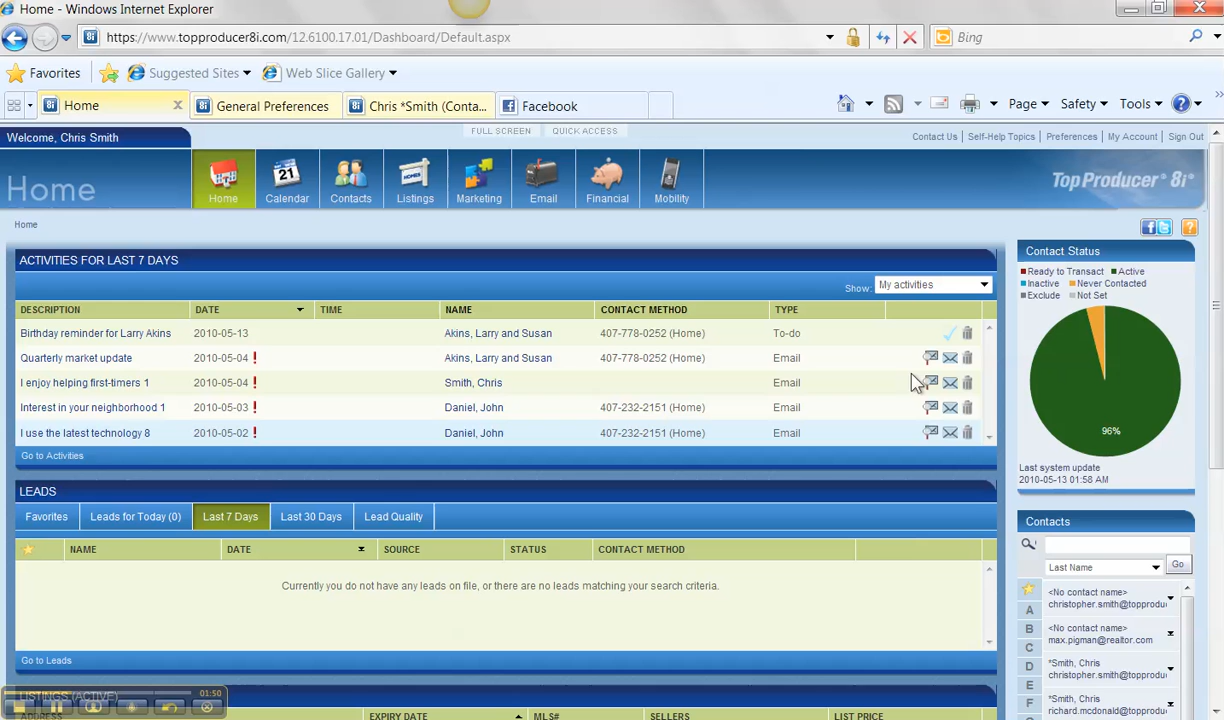 Home - Windows Internet Explorer
https://www.topproducer8i.com/12.6100.17.01/Dashboard/Default.aspx
Bing
Favorites Suggested Sites Web Slice Gallery
Home General Preferences Chris *Smith (Conta... Facebook Page Safety Tools
Welcome, Chris Smith FULL SCREEN QUICK ACCESS Contact Us Self-Help Topics Preferences My Account Sign Out
Home
Home Calendar Contacts Listings Marketing Email Financial Mobility
21
HOMES
TOP PRODUCER® 8i®
Home
ACTIVITIES FOR LAST 7 DAYS
Show: My activities
DESCRIPTION DATE TIME NAME CONTACT METHOD TYPE
Birthday reminder for Larry Akins 2010-05-13 Akins, Larry and Susan 407-778-0252 (Home) To-do
Quarterly market update 2010-05-04 ! Akins, Larry and Susan 407-778-0252 (Home) Email
I enjoy helping first-timers 1 2010-05-04 ! Smith, Chris Email
Interest in your neighborhood 1 2010-05-03 ! Daniel, John 407-232-2151 (Home) Email
I use the latest technology 8 2010-05-02 ! Daniel, John 407-232-2151 (Home) Email
Go to Activities
LEADS
Favorites Leads for Today (0) Last 7 Days Last 30 Days Lead Quality
NAME DATE SOURCE STATUS CONTACT METHOD
Currently you do not have any leads on file, or there are no leads matching your search criteria.
Go to Leads
LISTINGS (ACTIVE)
01:50
ADDRESS EXPIRY DATE MLS# SELLERS LIST PRICE
Contact Status
Ready to Transact Active
Inactive Never Contacted
Exclude Not Set
96%
Last system update
2010-05-13 01:58 AM
Contacts
Last Name Go
A
B
C
D
E
F
<No contact name>
christopher.smith@topprodu
<No contact name>
max.pigman@realtor.com
*Smith, Chris
christopher.smith@topprodu
*Smith, Chris
richard.mcdonald@topprodu